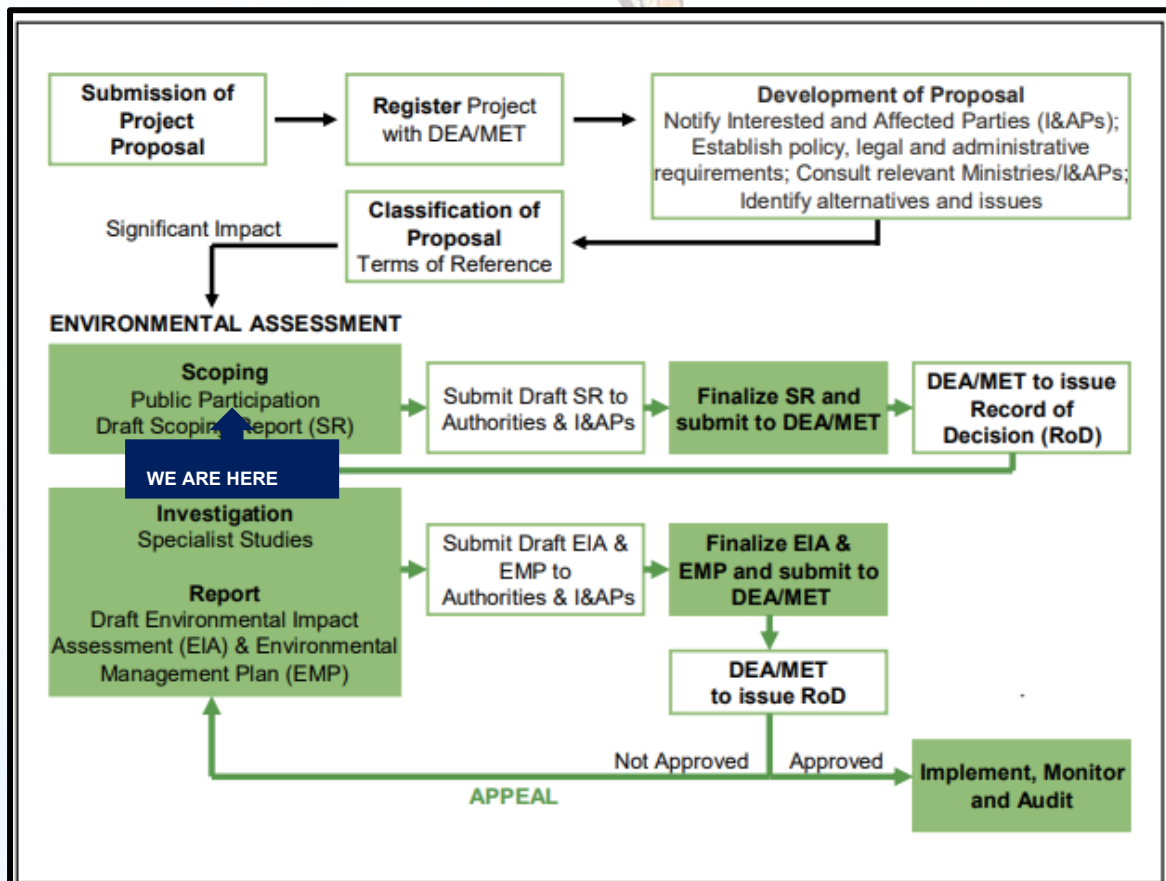 Submission of
Project
Proposal
Register Project
with DEA/MET
Development of Proposal
Notify Interested and Affected Parties (I&APs);
Establish policy, legal and administrative
requirements; Consult relevant Ministries/I&APs;
Identify alternatives and issues
Classification of
Proposal
Terms of Reference
Significant Impact
ENVIRONMENTAL ASSESSMENT
Scoping
Public Participation
Draft Scoping Report (SR)
Submit Draft SR to
Authorities & I&APs
Finalize SR and
submit to DEA/MET
DEA/MET to issue
Record of
Decision (RoD)
WE ARE HERE
Investigation
Specialist Studies
Report
Draft Environmental Impact
Assessment (EIA) & Environmental
Management Plan (EMP)
Submit Draft EIA &
EMP to
Authorities & I&APs
Finalize EIA &
EMP and submit to
DEA/MET
DEA/MET
to issue RoD
Not Approved
Approved
APPEAL
Implement, Monitor
and Audit